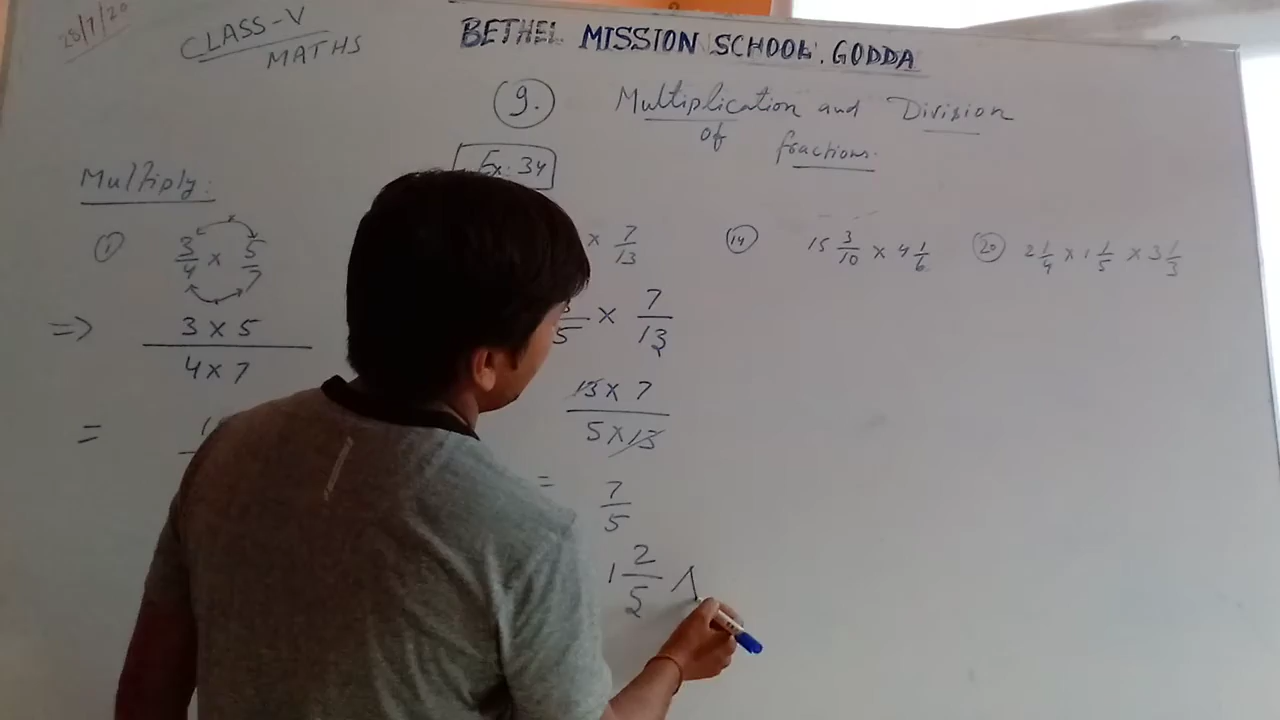 28/7/20
CLASS-V
MATHS
BETHEL MISSION SCHOOL. GODDA
9. Multiplication and Division
of
fractions.
Ex: 34
Multiply:
3/4 × 5/7
=> 3 × 5
4 × 7
=
× 7/13
/5 × 7/13
13 × 7
5 × 13
= 7/5
1 2/5
14 15 3/10 × 4 1/6
20 2 1/4 × 1 1/5 × 3 1/3